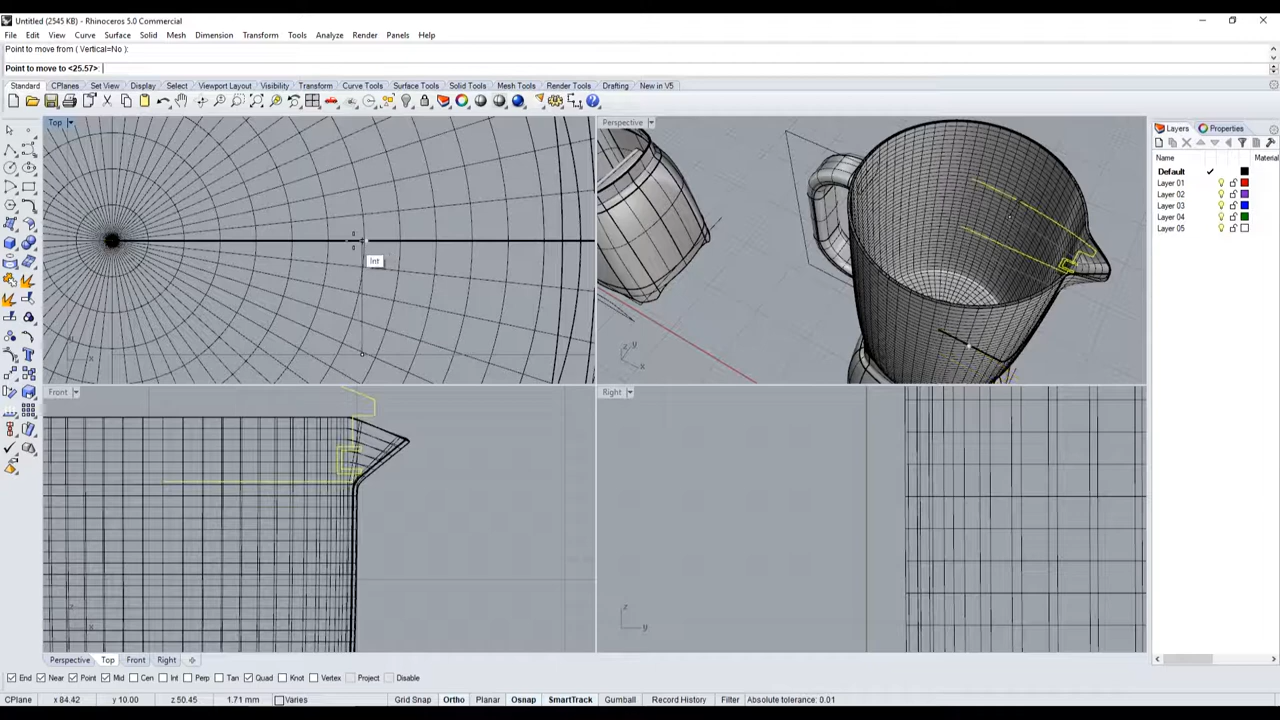 Untitled (2545 KB) - Rhinoceros 5.0 Commercial
File Edit View Curve Surface Solid Mesh Dimension Transform Tools Analyze Render Panels Help
Point to move from ( Vertical=No ):
Point to move to <25.57>
Standard CPlanes Set View Display Select Viewport Layout Visibility Transform Curve Tools Surface Tools Solid Tools Mesh Tools Render Tools Drafting New in V5
Top
Perspective
Layers Properties
Name Material
Default
Layer 01
Layer 02
Layer 03
Layer 04
Layer 05
Int
x
z y
x
Front
Right
z
x
z
y
Perspective Top Front Right
End Near Point Mid Cen Int Perp Tan Quad Knot Vertex Project Disable
CPlane x 84.42 y 10.00 z 50.45 1.71 mm Varies Grid Snap Ortho Planar Osnap SmartTrack Gumball Record History Filter Absolute tolerance: 0.01